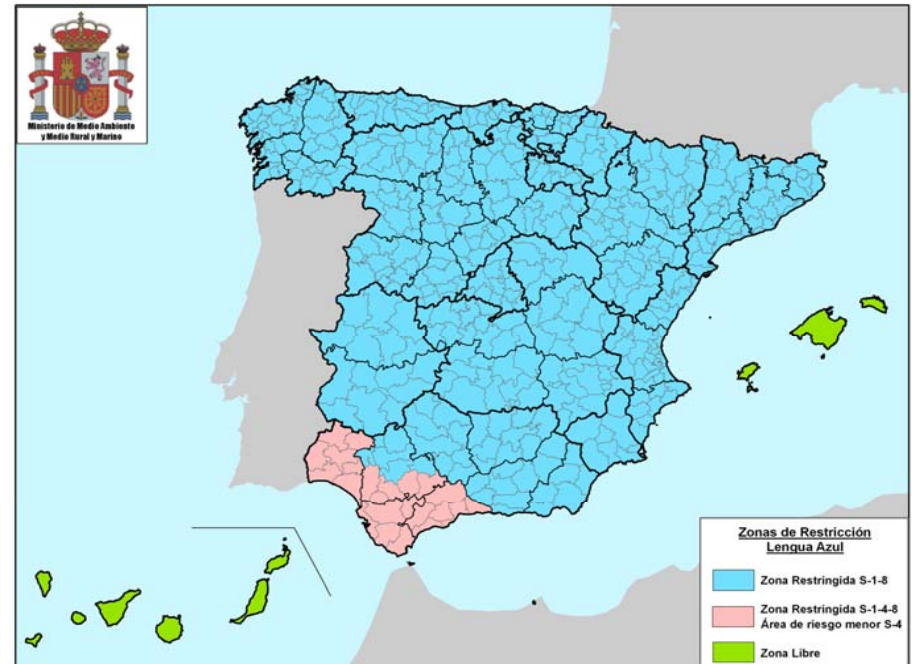 Ministerio de Medio Ambiente
y Medio Rural y Marino
Zonas de Restricción
Lengua Azul
Zona Restringida S-1-8
Zona Restringida S-1-4-8
Área de riesgo menor S-4
Zona Libre